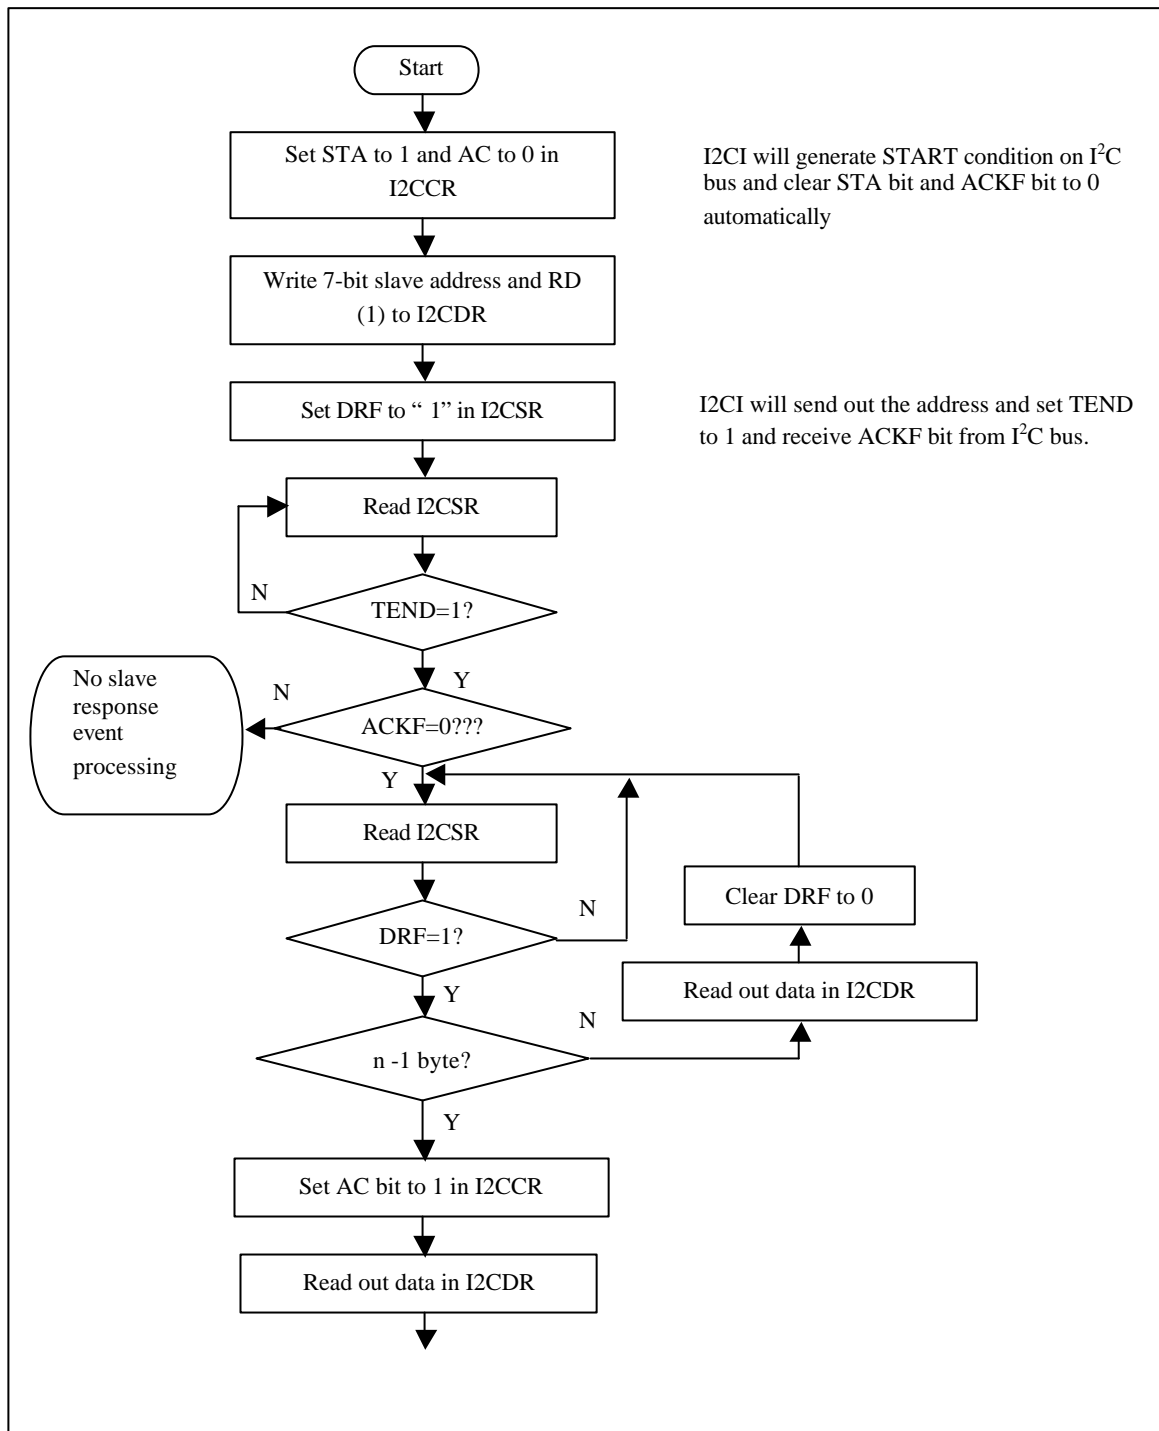 Start
Set STA to 1 and AC to 0 in
I2CCR
I2CI will generate START condition on I²C
bus and clear STA bit and ACKF bit to 0
automatically
Write 7-bit slave address and RD
(1) to I2CDR
Set DRF to “ 1” in I2CSR
I2CI will send out the address and set TEND
to 1 and receive ACKF bit from I²C bus.
Read I2CSR
N
TEND=1?
Y
No slave
response
event
processing
N
ACKF=0???
Y
Read I2CSR
Clear DRF to 0
N
DRF=1?
Read out data in I2CDR
Y
N
n -1 byte?
Y
Set AC bit to 1 in I2CCR
Read out data in I2CDR